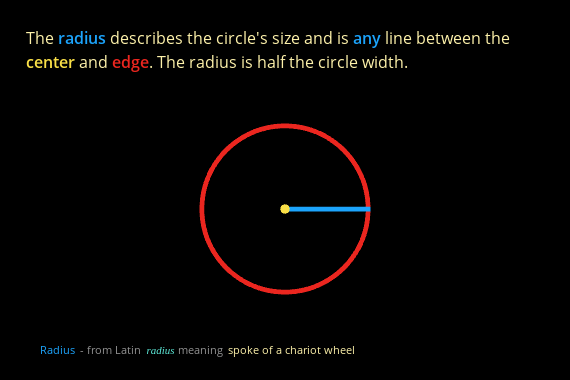 The radius describes the circle's size and is any line between the
center and edge. The radius is half the circle width.
Radius - from Latin radius meaning spoke of a chariot wheel